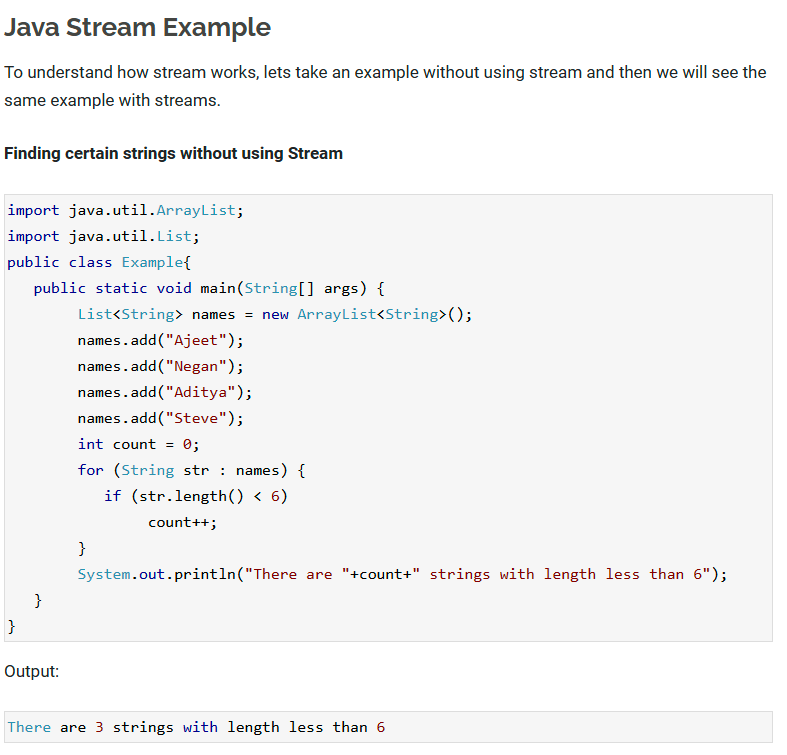 Java Stream Example
To understand how stream works, lets take an example without using stream and then we will see the
same example with streams.
Finding certain strings without using Stream
import java.util.ArrayList;
import java.util.List;
public class Example{
   public static void main(String[] args) {
        List<String> names = new ArrayList<String>();
        names.add("Ajeet");
        names.add("Negan");
        names.add("Aditya");
        names.add("Steve");
        int count = 0;
        for (String str : names) {
           if (str.length() < 6)
                count++;
        }
        System.out.println("There are "+count+" strings with length less than 6");
   }
}
Output:
There are 3 strings with length less than 6